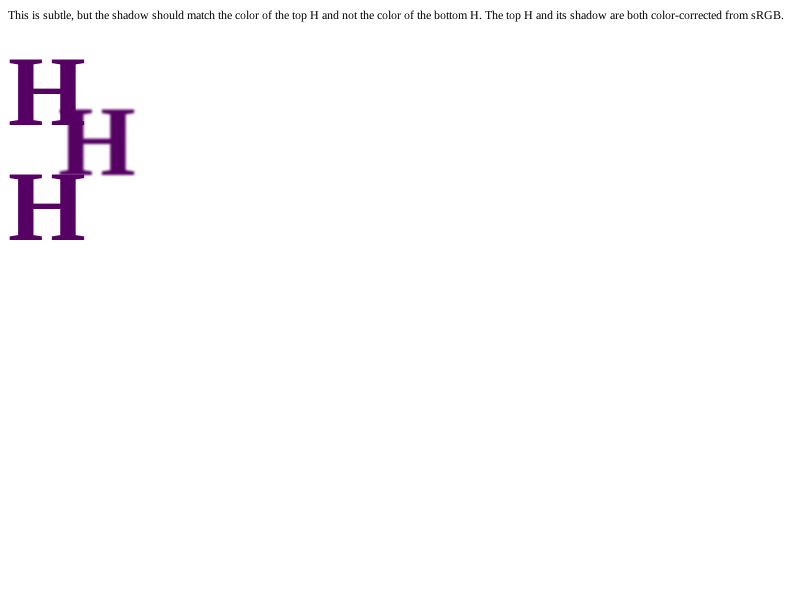 This is subtle, but the shadow should match the color of the top H and not the color of the bottom H. The top H and its shadow are both color-corrected from sRGB.
H
H
H